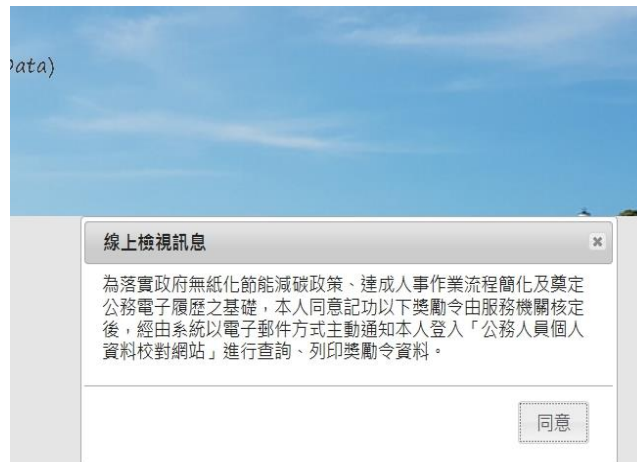 Data)
線上檢視訊息
為落實政府無紙化節能減碳政策、達成人事作業流程簡化及奠定
公務電子履歷之基礎，本人同意記功以下獎勵令由服務機關核定
後，經由系統以電子郵件方式主動通知本人登入「公務人員個人
資料校對網站」進行查詢、列印獎勵令資料。
同意